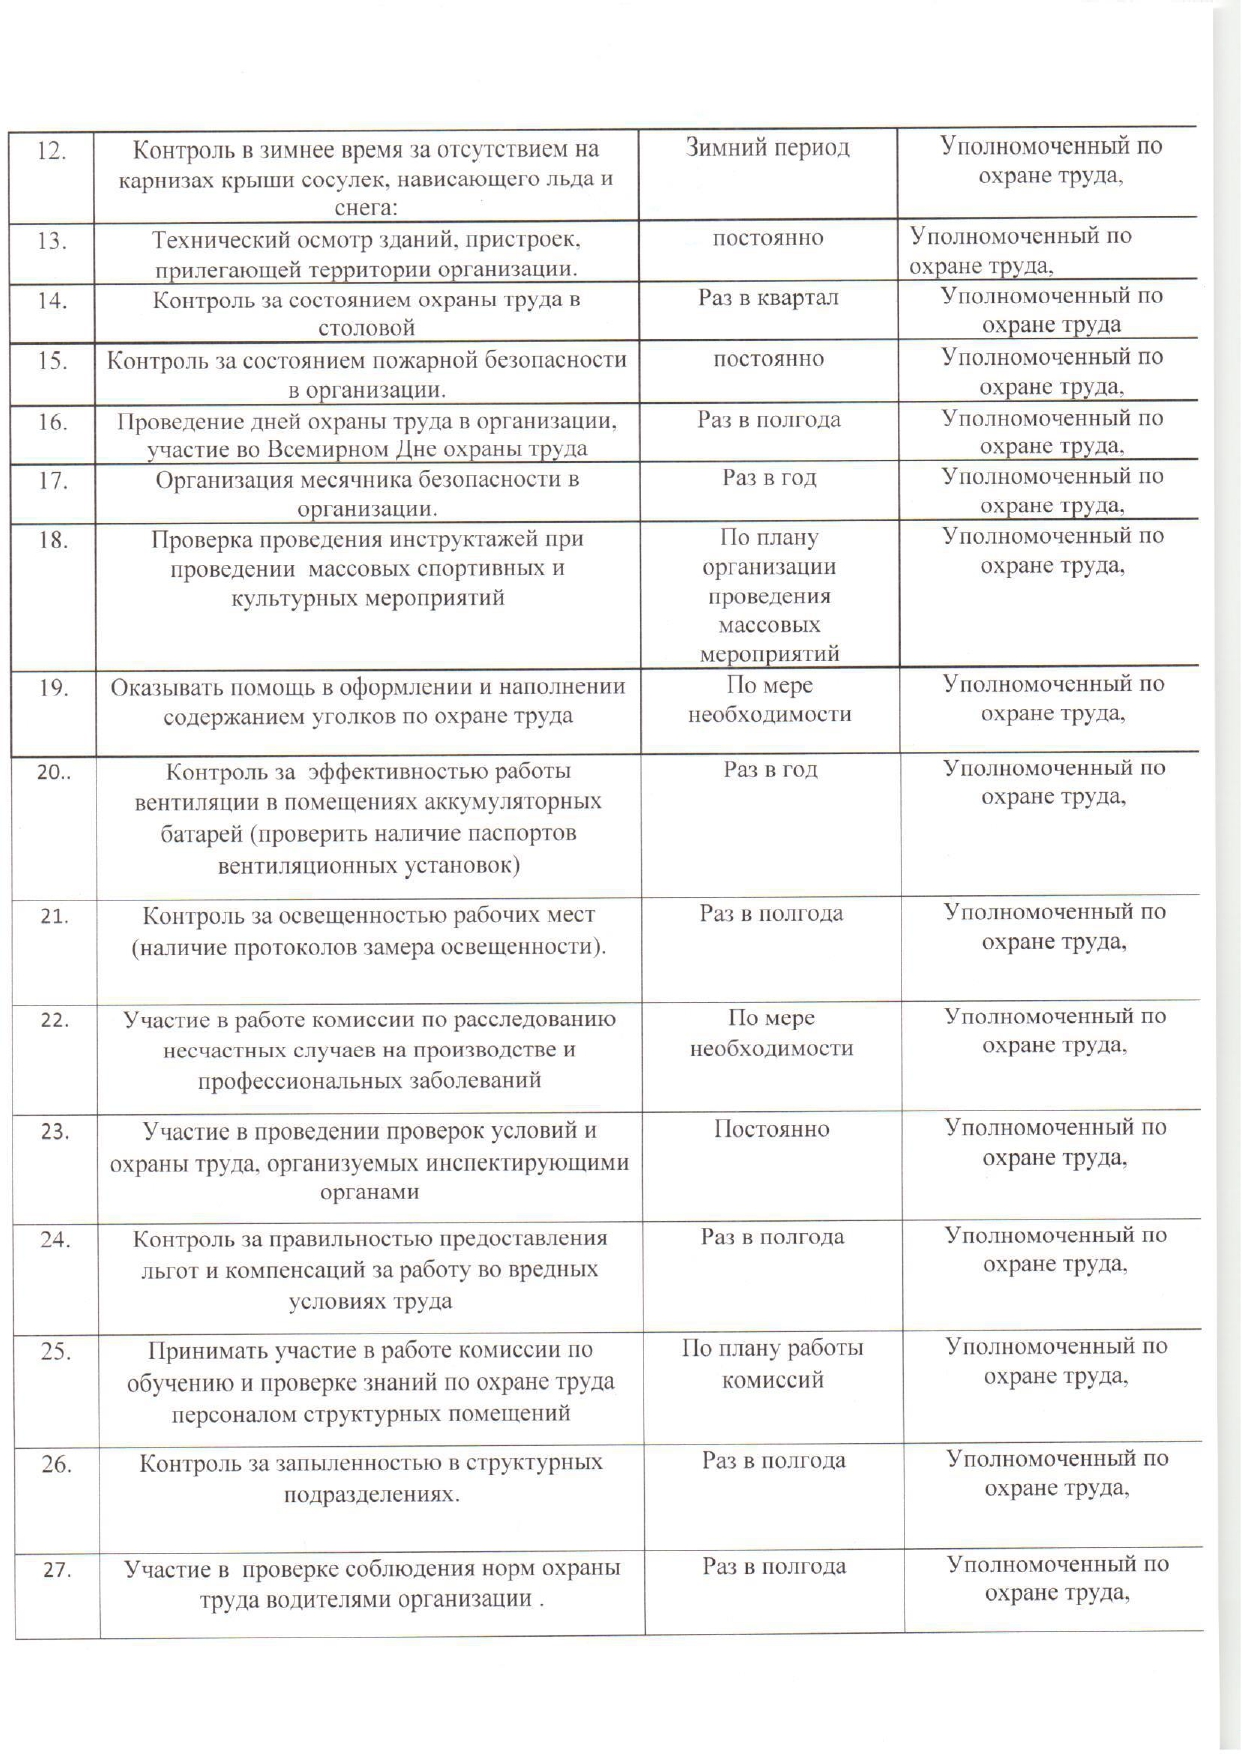 12.
Контроль в зимнее время за отсутствием на
карнизах крыши сосулек, нависающего льда и
снега:
Зимний период
Уполномоченный по
охране труда,
13.
Технический осмотр зданий, пристроек,
прилегающей территории организации.
постоянно
Уполномоченный по
охране труда,
14.
Контроль за состоянием охраны труда в
столовой
Раз в квартал
Уполномоченный по
охране труда
15.
Контроль за состоянием пожарной безопасности
в организации.
постоянно
Уполномоченный по
охране труда,
16.
Проведение дней охраны труда в организации,
участие во Всемирном Дне охраны труда
Раз в полгода
Уполномоченный по
охране труда,
17.
Организация месячника безопасности в
организации.
Раз в год
Уполномоченный по
охране труда,
18.
Проверка проведения инструктажей при
проведении массовых спортивных и
культурных мероприятий
По плану
организации
проведения
массовых
мероприятий
Уполномоченный по
охране труда,
19.
Оказывать помощь в оформлении и наполнении
содержанием уголков по охране труда
По мере
необходимости
Уполномоченный по
охране труда,
20..
Контроль за эффективностью работы
вентиляции в помещениях аккумуляторных
батарей (проверить наличие паспортов
вентиляционных установок)
Раз в год
Уполномоченный по
охране труда,
21.
Контроль за освещенностью рабочих мест
(наличие протоколов замера освещенности).
Раз в полгода
Уполномоченный по
охране труда,
22.
Участие в работе комиссии по расследованию
несчастных случаев на производстве и
профессиональных заболеваний
По мере
необходимости
Уполномоченный по
охране труда,
23.
Участие в проведении проверок условий и
охраны труда, организуемых инспектирующими
органами
Постоянно
Уполномоченный по
охране труда,
24.
Контроль за правильностью предоставления
льгот и компенсаций за работу во вредных
условиях труда
Раз в полгода
Уполномоченный по
охране труда,
25.
Принимать участие в работе комиссии по
обучению и проверке знаний по охране труда
персоналом структурных помещений
По плану работы
комиссий
Уполномоченный по
охране труда,
26.
Контроль за запыленностью в структурных
подразделениях.
Раз в полгода
Уполномоченный по
охране труда,
27.
Участие в проверке соблюдения норм охраны
труда водителями организации .
Раз в полгода
Уполномоченный по
охране труда,